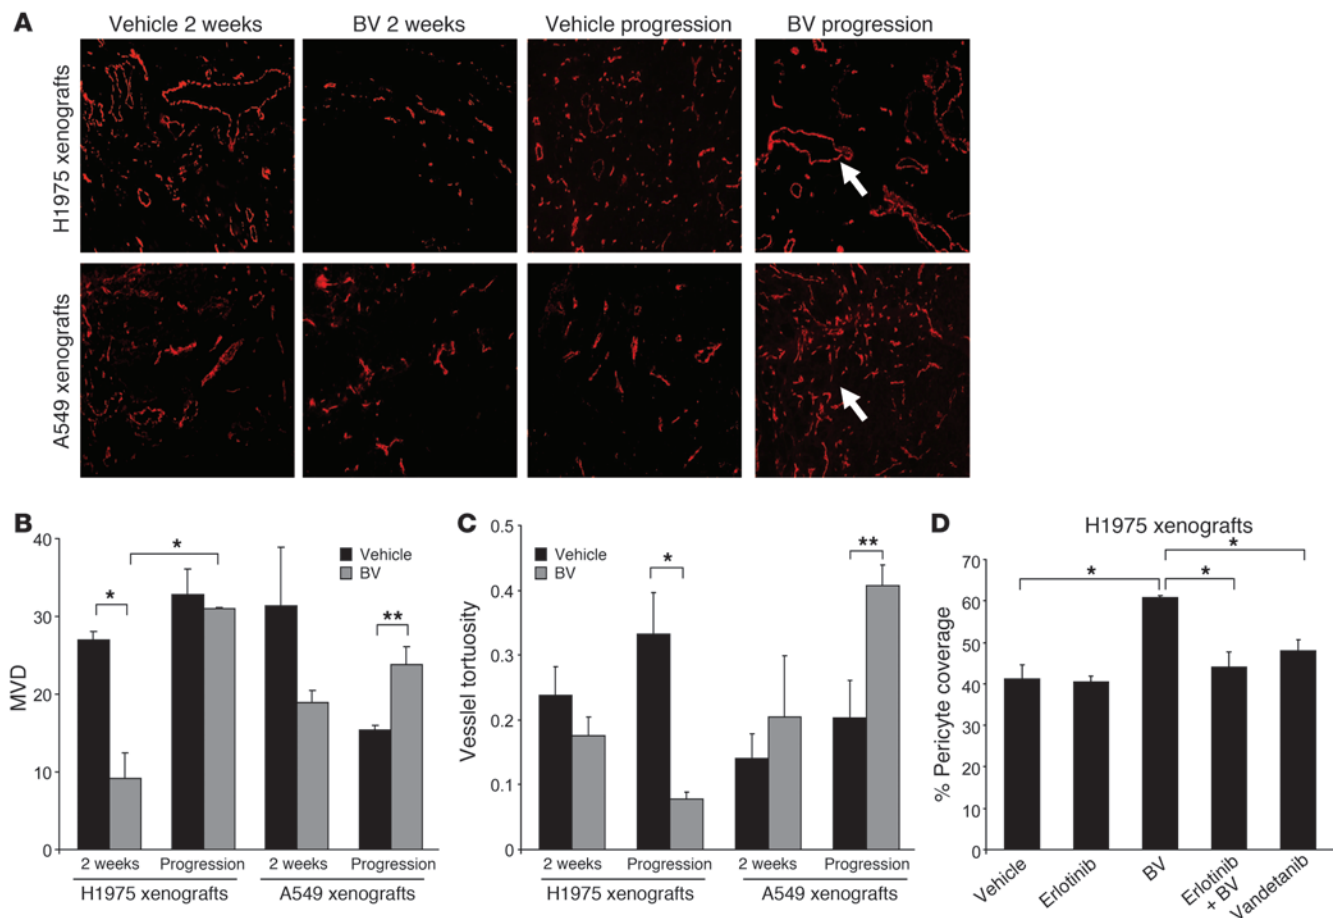 A
Vehicle 2 weeks BV 2 weeks Vehicle progression BV progression
H1975 xenografts
A549 xenografts
B
MVD
40
30
20
10
0
* * **
Vehicle
BV
2 weeks Progression 2 weeks Progression
H1975 xenografts A549 xenografts
C
Vesslel tortuosity
0.5
0.4
0.3
0.2
0.1
0
Vehicle
BV
* **
2 weeks Progression 2 weeks Progression
H1975 xenografts A549 xenografts
D
H1975 xenografts
% Pericyte coverage
70
60
50
40
30
20
10
0
* * *
Vehicle
Erlotinib
BV
Erlotinib
+ BV
Vandetanib